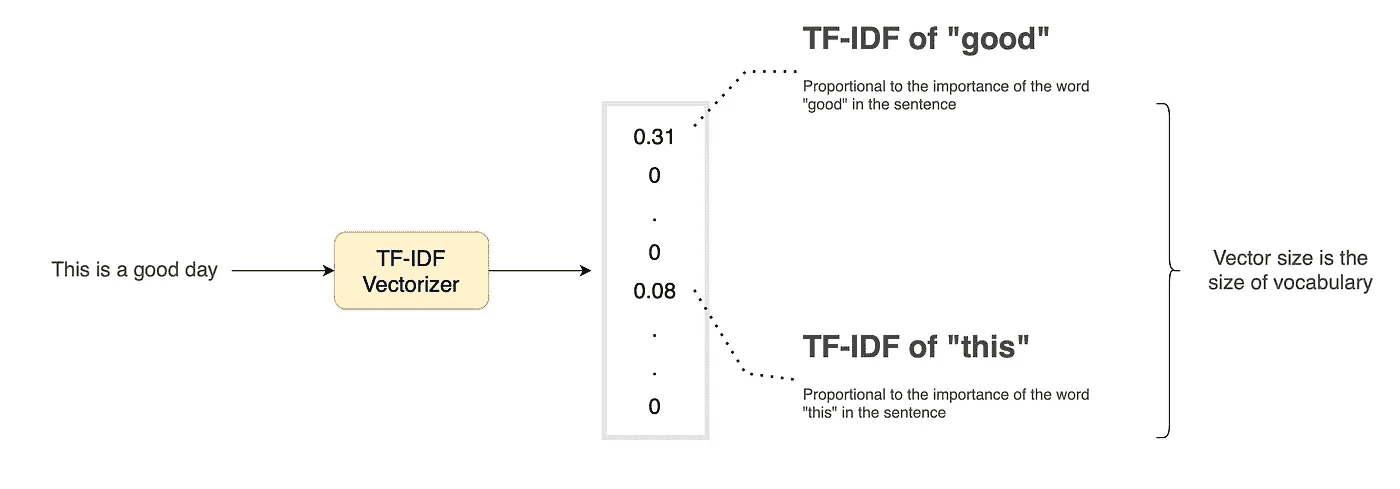 TF-IDF of "good"
Proportional to the importance of the word
"good" in the sentence
0.31
0
.
0
0.08
.
.
0
This is a good day
TF-IDF
Vectorizer
TF-IDF of "this"
Proportional to the importance of the word
"this" in the sentence
Vector size is the
size of vocabulary